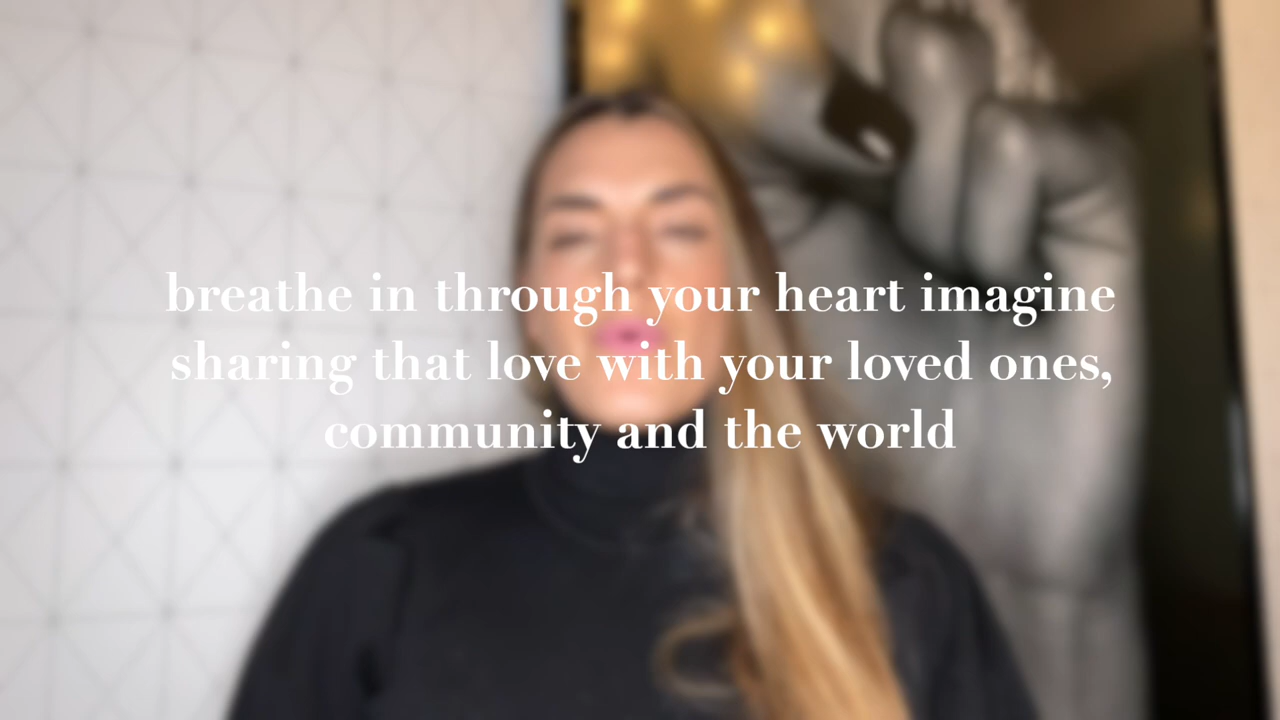 breathe in through your heart imagine
sharing that love with your loved ones,
community and the world